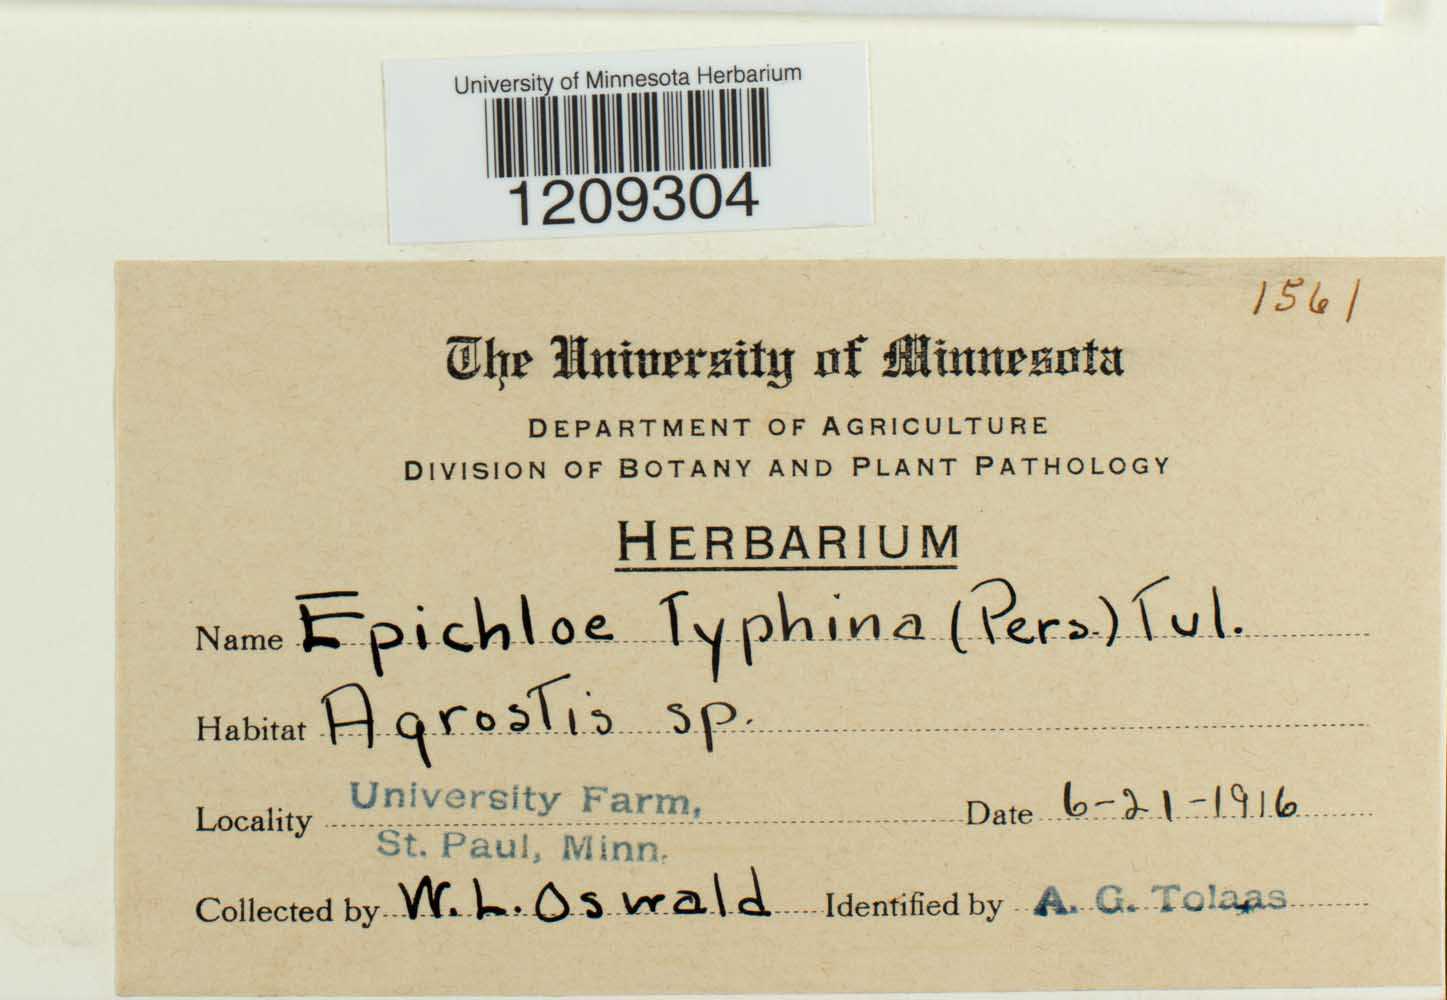 University of Minnesota Herbarium
1209304
1561
The University of Minnesota
DEPARTMENT OF AGRICULTURE
DIVISION OF BOTANY AND PLANT PATHOLOGY
HERBARIUM
Name Epichloe Typhina (Pers.) Tul.
Habitat Agrostis sp.
Locality University Farm, St. Paul, Minn. Date 6-21-1916
Collected by W. L. Oswald Identified by A. G. Tolaas